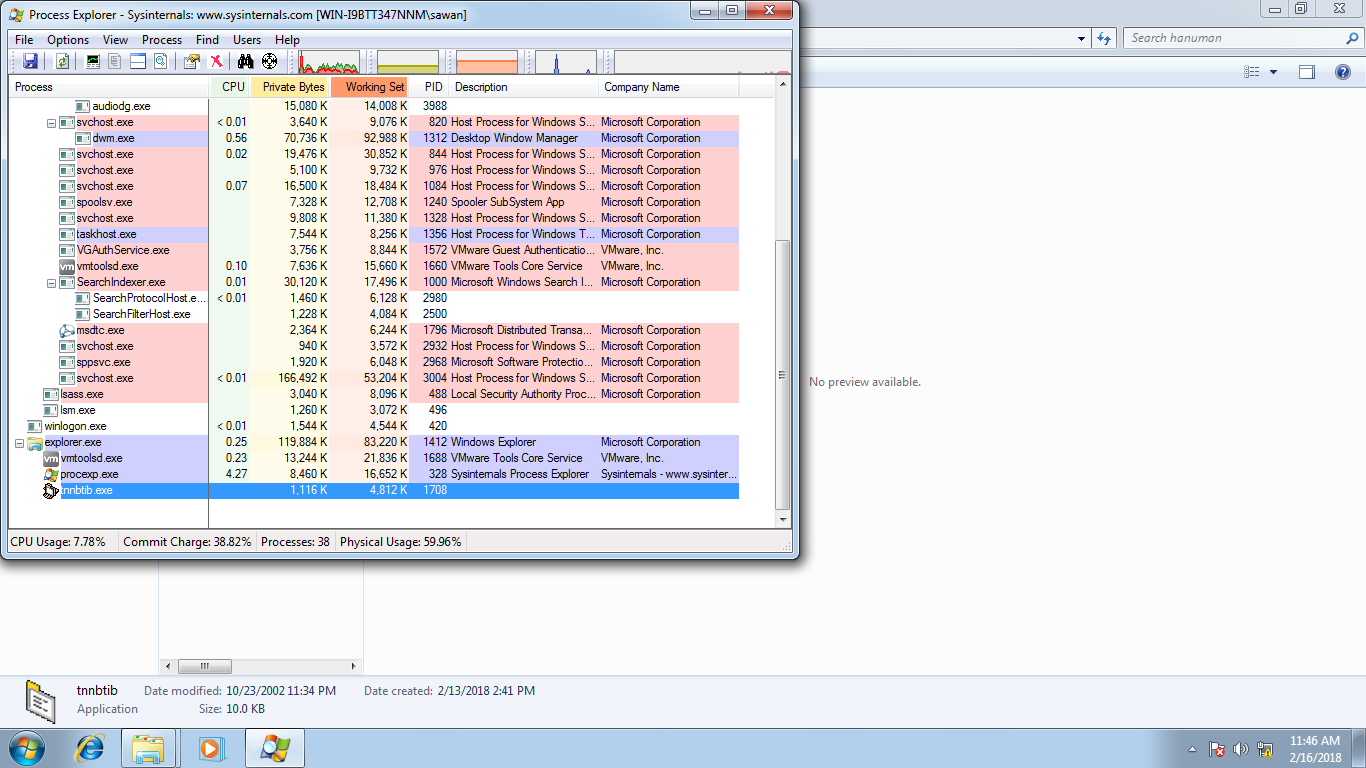 Process Explorer - Sysinternals: www.sysinternals.com [WIN-I9BTT347NNM\sawan]
File Options View Process Find Users Help
Search hanuman
Process CPU Private Bytes Working Set PID Description Company Name
audiodg.exe 15,080 K 14,008 K 3988
svchost.exe < 0.01 3,640 K 9,076 K 820 Host Process for Windows S... Microsoft Corporation
dwm.exe 0.56 70,736 K 92,988 K 1312 Desktop Window Manager Microsoft Corporation
svchost.exe 0.02 19,476 K 30,852 K 844 Host Process for Windows S... Microsoft Corporation
svchost.exe 5,100 K 9,732 K 976 Host Process for Windows S... Microsoft Corporation
svchost.exe 0.07 16,500 K 18,484 K 1084 Host Process for Windows S... Microsoft Corporation
spoolsv.exe 7,328 K 12,708 K 1240 Spooler SubSystem App Microsoft Corporation
svchost.exe 9,808 K 11,380 K 1328 Host Process for Windows S... Microsoft Corporation
taskhost.exe 7,544 K 8,256 K 1356 Host Process for Windows T... Microsoft Corporation
VGAuthService.exe 3,756 K 8,844 K 1572 VMware Guest Authenticatio... VMware, Inc.
vm vmtoolsd.exe 0.10 7,636 K 15,660 K 1660 VMware Tools Core Service VMware, Inc.
SearchIndexer.exe 0.01 30,120 K 17,496 K 1000 Microsoft Windows Search I... Microsoft Corporation
SearchProtocolHost.e... < 0.01 1,460 K 6,128 K 2980
SearchFilterHost.exe 1,228 K 4,084 K 2500
msdtc.exe 2,364 K 6,244 K 1796 Microsoft Distributed Transa... Microsoft Corporation
svchost.exe 940 K 3,572 K 2932 Host Process for Windows S... Microsoft Corporation
sppsvc.exe 1,920 K 6,048 K 2968 Microsoft Software Protectio... Microsoft Corporation
svchost.exe < 0.01 166,492 K 53,204 K 3004 Host Process for Windows S... Microsoft Corporation
lsass.exe 3,040 K 8,096 K 488 Local Security Authority Proc... Microsoft Corporation
lsm.exe 1,260 K 3,072 K 496
winlogon.exe < 0.01 1,544 K 4,544 K 420
explorer.exe 0.25 119,884 K 83,220 K 1412 Windows Explorer Microsoft Corporation
vm vmtoolsd.exe 0.23 13,244 K 21,836 K 1688 VMware Tools Core Service VMware, Inc.
procexp.exe 4.27 8,460 K 16,652 K 328 Sysinternals Process Explorer Sysinternals - www.sysinter...
tnnbtib.exe 1,116 K 4,812 K 1708
CPU Usage: 7.78% Commit Charge: 38.82% Processes: 38 Physical Usage: 59.96%
No preview available.
tnnbtib Date modified: 10/23/2002 11:34 PM Date created: 2/13/2018 2:41 PM
Application Size: 10.0 KB
11:46 AM
2/16/2018